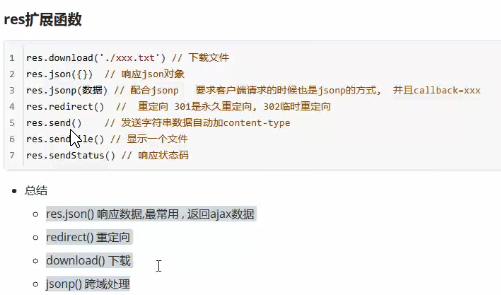 res扩展函数
1 res.download('./xxx.txt') // 下载文件
2 res.json({}) // 响应json对象
3 res.jsonp(数据) // 配合jsonp 要求客户端请求的时候也是jsonp的方式, 并且callback=xxx
4 res.redirect() // 重定向 301是永久重定向, 302临时重定向
5 res.send() // 发送字符串数据自动加content-type
6 res.sendFile() // 显示一个文件
7 res.sendStatus() // 响应状态码
总结
res.json() 响应数据,最常用 , 返回ajax数据
redirect() 重定向
download() 下载
jsonp() 跨域处理